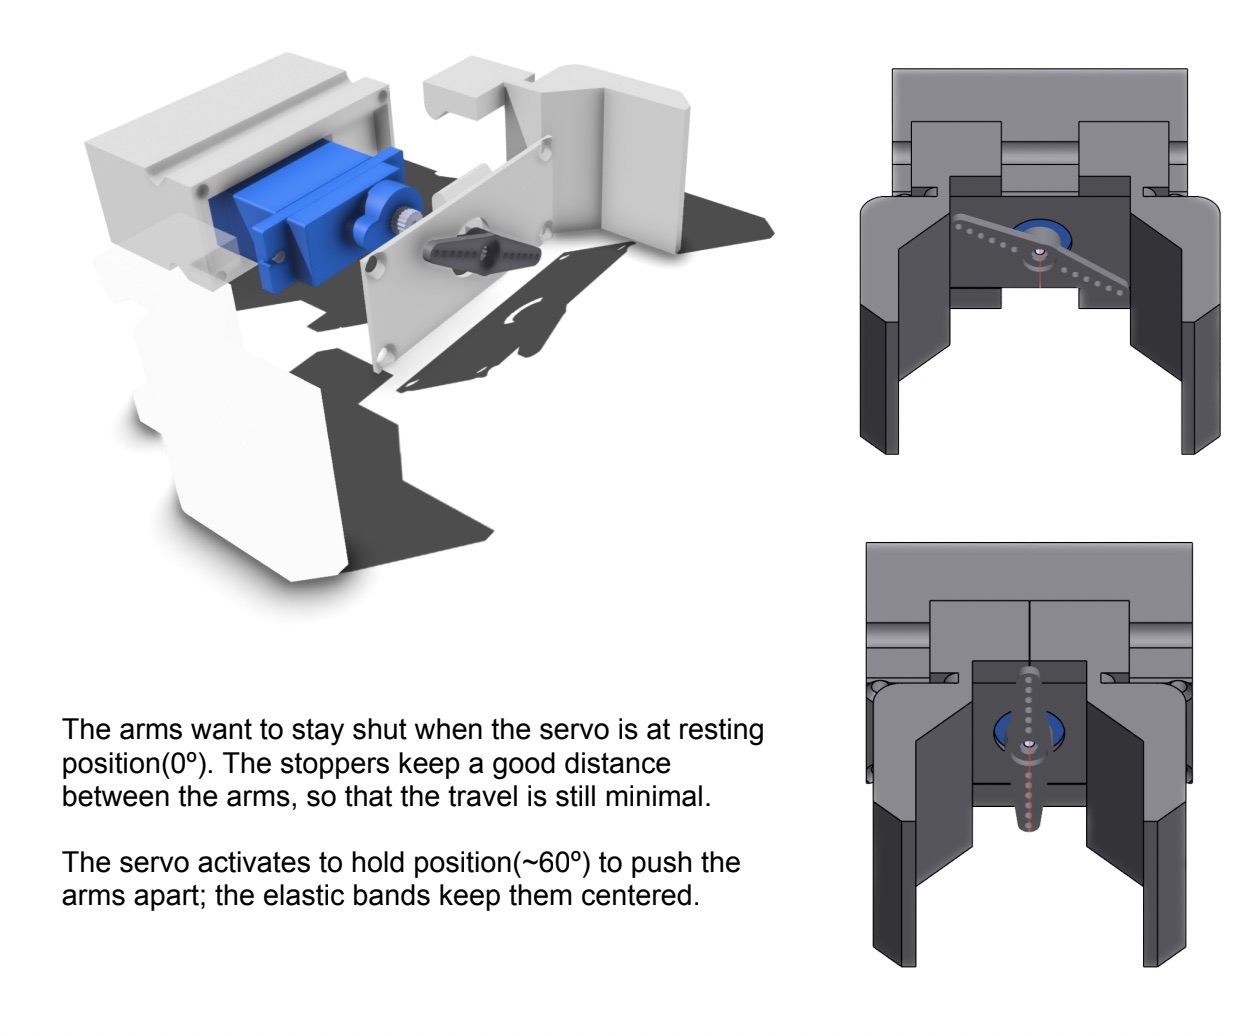 The arms want to stay shut when the servo is at resting
position(0º). The stoppers keep a good distance
between the arms, so that the travel is still minimal.
The servo activates to hold position(~60º) to push the
arms apart; the elastic bands keep them centered.